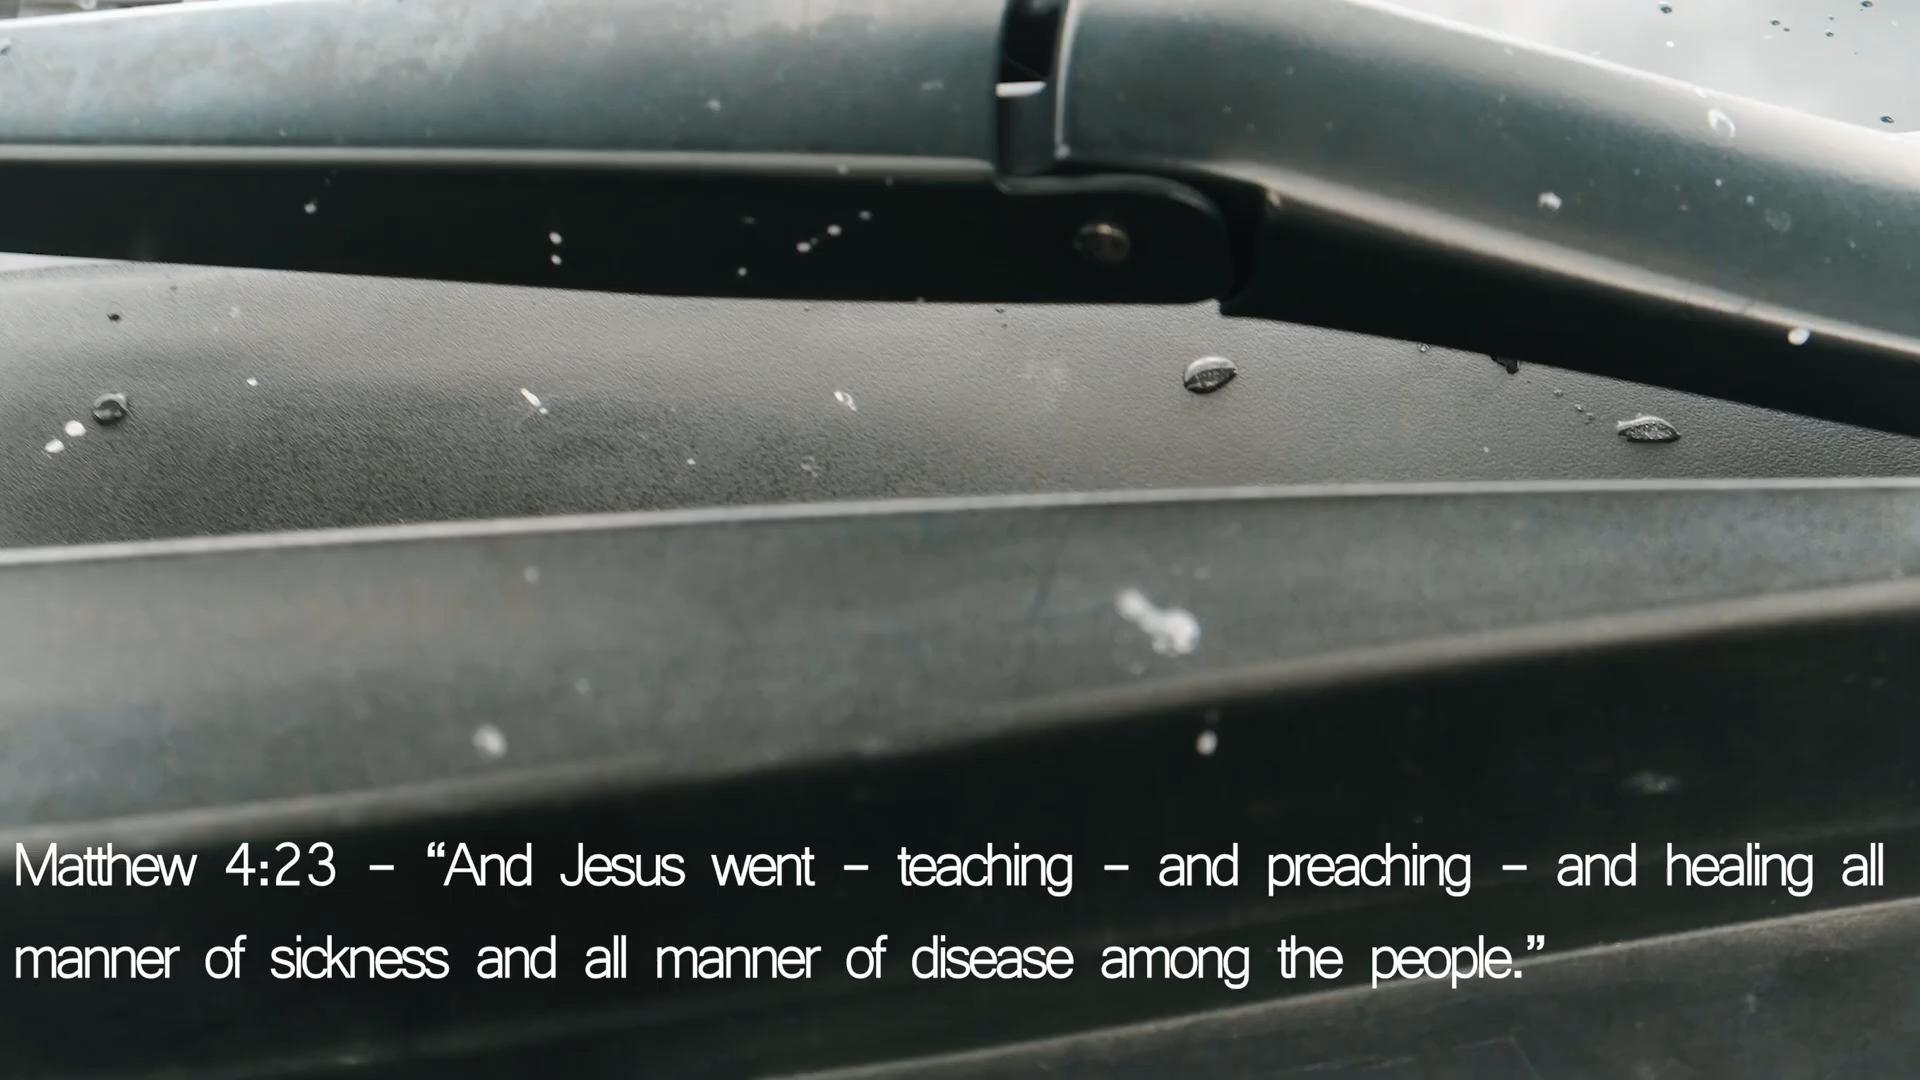 Matthew 4:23 – “And Jesus went – teaching – and preaching – and healing all
manner of sickness and all manner of disease among the people.”